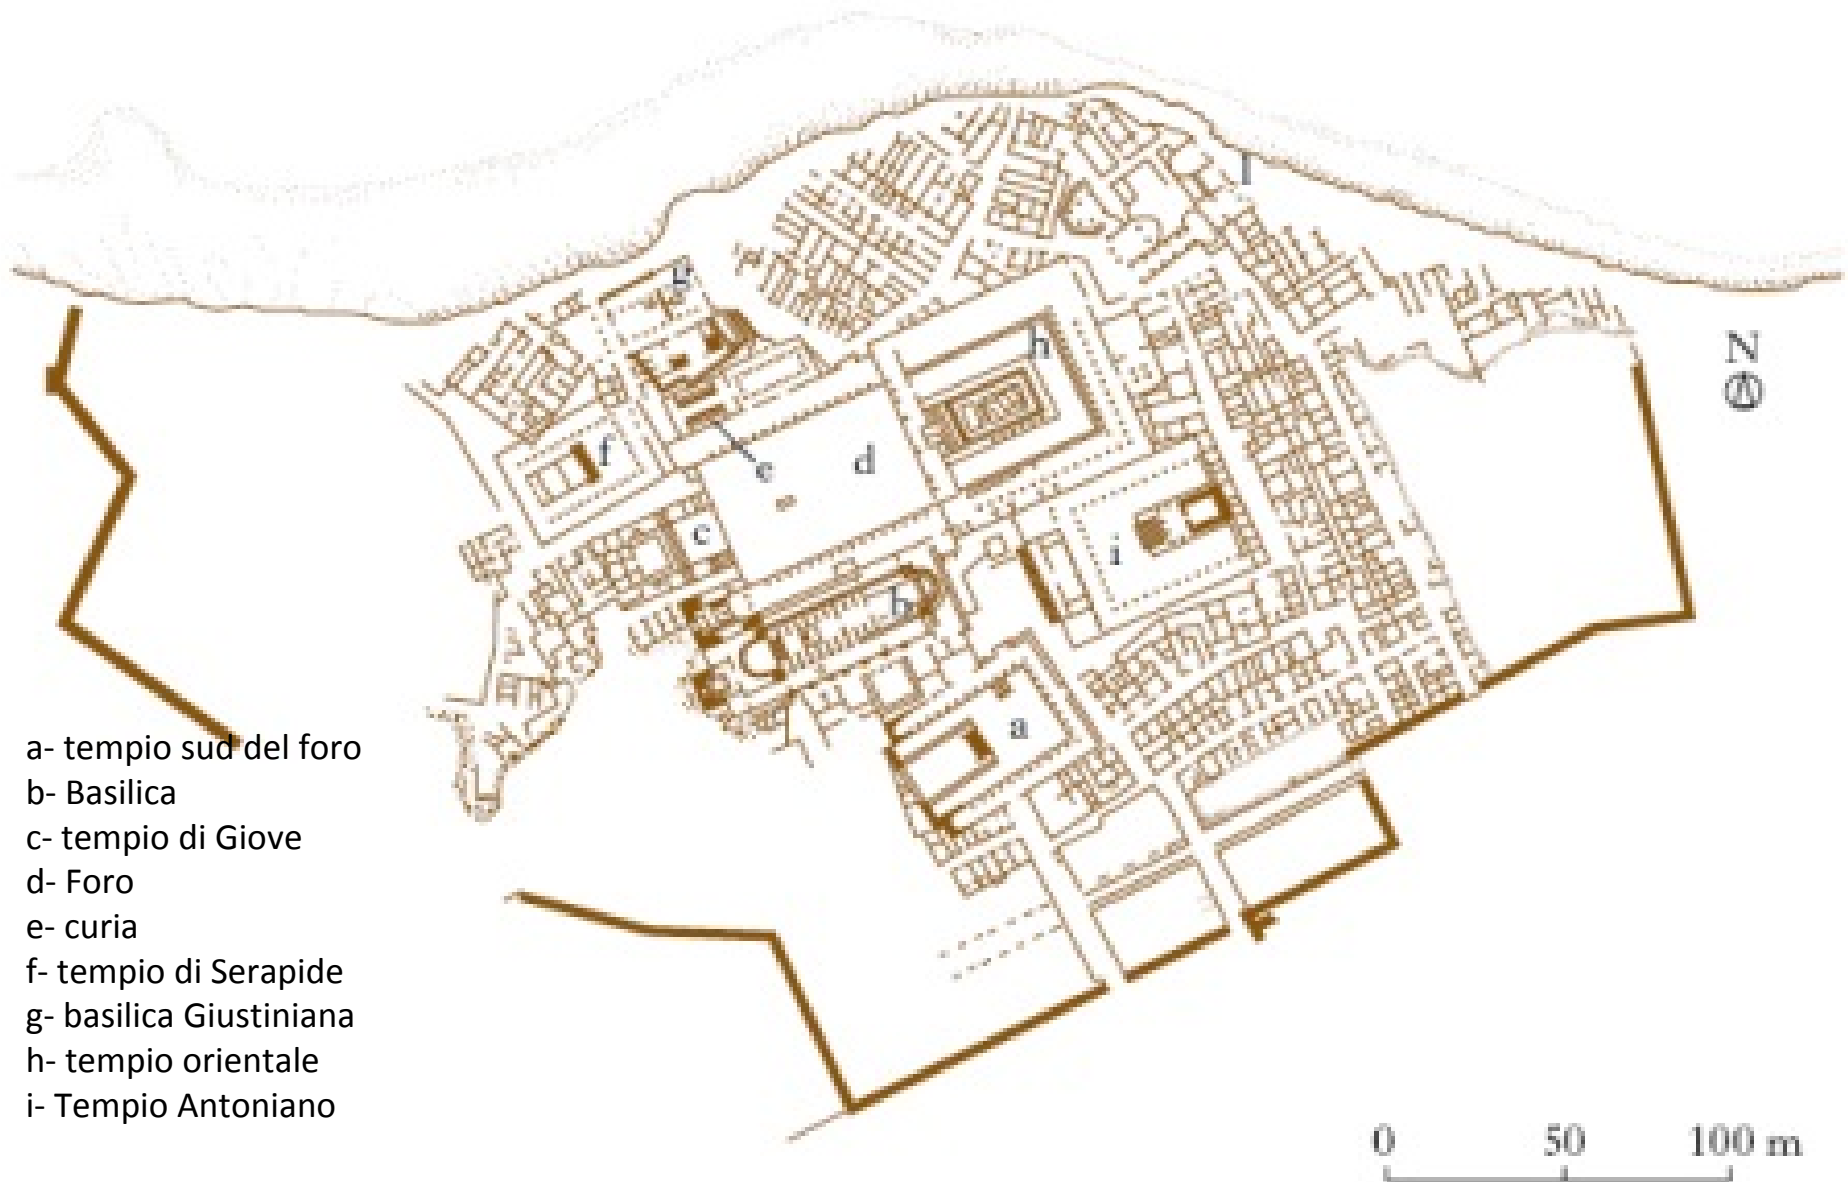 g
l
h
N
f
e
d
c
i
b
a
a- tempio sud del foro
b- Basilica
c- tempio di Giove
d- Foro
e- curia
f- tempio di Serapide
g- basilica Giustiniana
h- tempio orientale
i- Tempio Antoniano
0 50 100 m